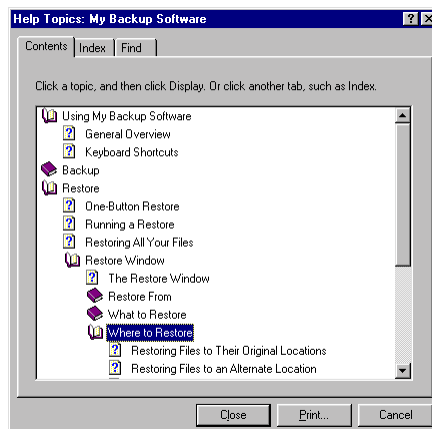 Help Topics: My Backup Software
Contents Index Find
Click a topic, and then click Display. Or click another tab, such as Index.
Using My Backup Software
General Overview
Keyboard Shortcuts
Backup
Restore
One-Button Restore
Running a Restore
Restoring All Your Files
Restore Window
The Restore Window
Restore From
What to Restore
Where to Restore
Restoring Files to Their Original Locations
Restoring Files to an Alternate Location
Close Print... Cancel